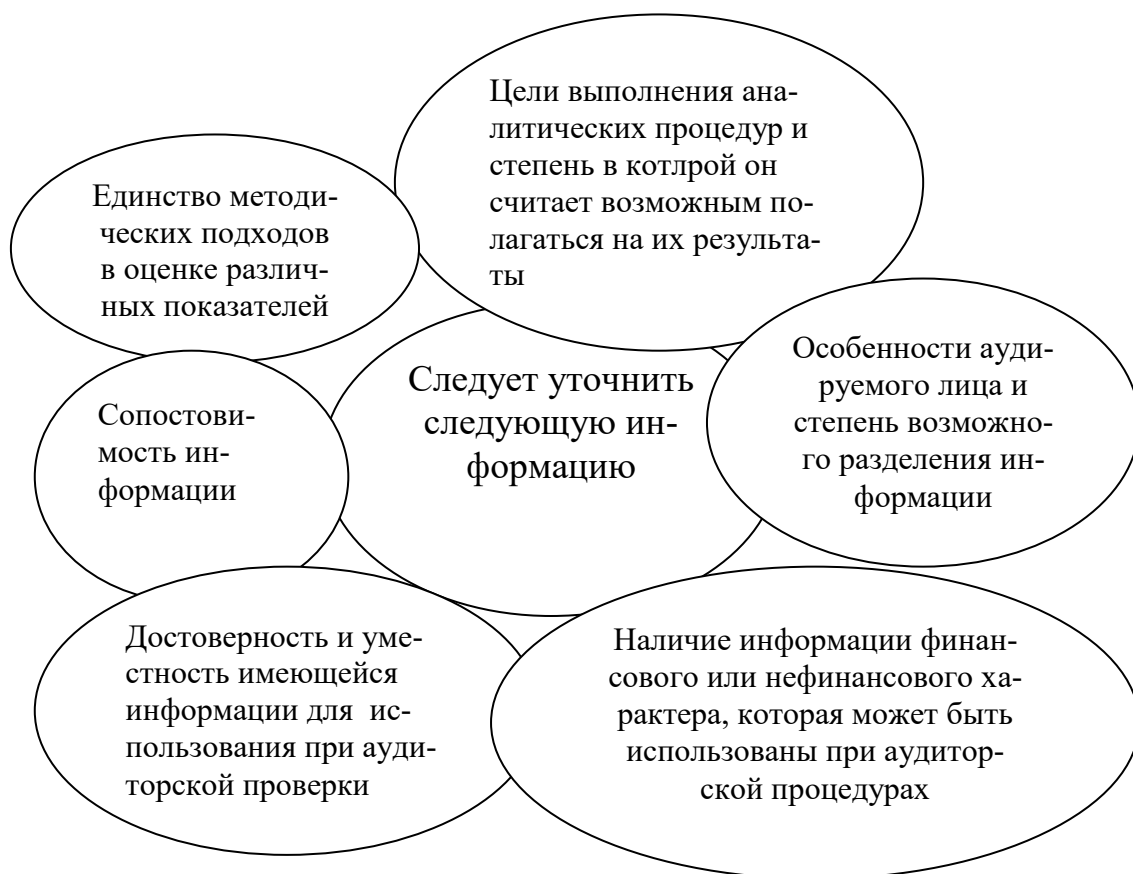 Цели выполнения ана-
литических процедур и
степень в котлрой он
считает возможным по-
лагаться на их результа-
ты
Единство методи-
ческих подходов
в оценке различ-
ных показателей
Следует уточнить
следующую ин-
формацию
Особенности ауди-
руемого лица и
степень возможно-
го разделения ин-
формации
Сопостови-
мость ин-
формации
Достоверность и уме-
стность имеющейся
информации для  ис-
пользования при ауди-
торской проверки
Наличие информации финан-
сового или нефинансового ха-
рактера, которая может быть
использованы при аудитор-
ской процедурах